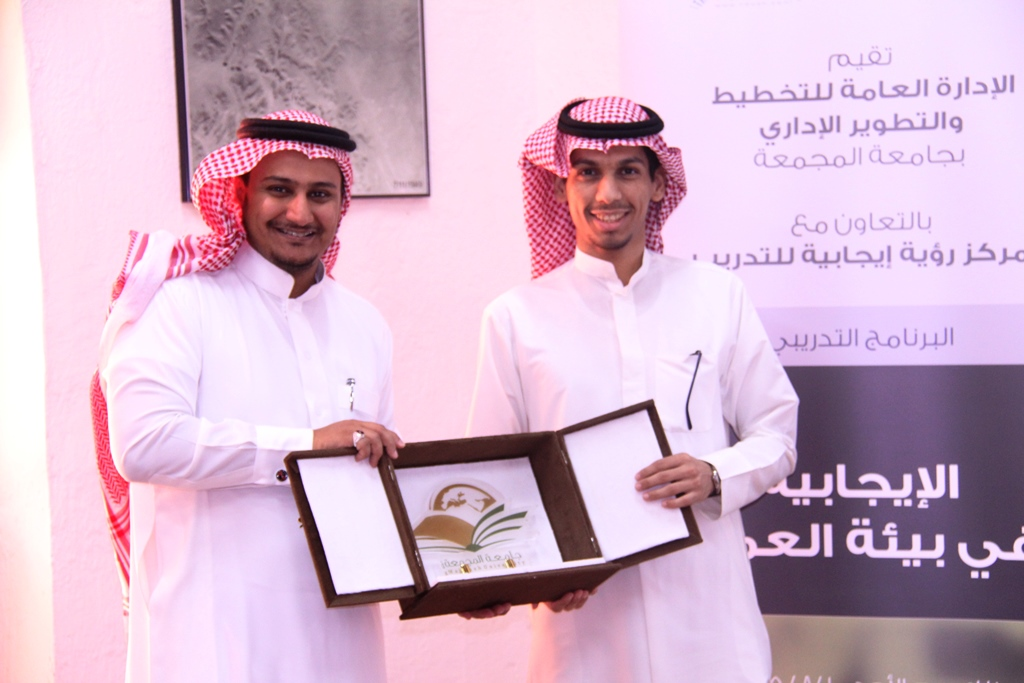 تقيم
الإدارة العامة للتخطيط
والتطوير الإداري
بجامعة المجمعة
بالتعاون مع
مركز رؤية إيجابية للتدريب
البرنامج التدريبي
الإيجابية
في بيئة
جامعة المجمعة